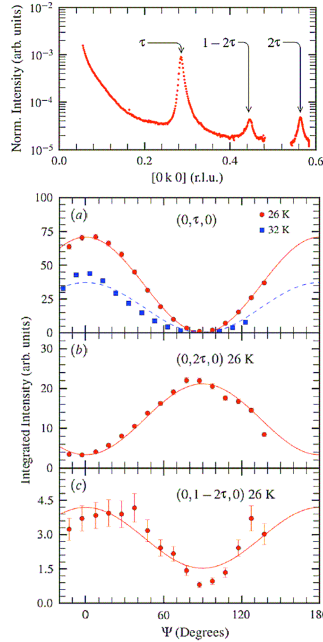 Norm. Intensity (arb. units)
10⁻²
10⁻³
10⁻⁴
10⁻⁵
τ
1 − 2τ
2τ
0.0 0.2 0.4 0.6
[0 k 0] (r.l.u.)
Integrated Intensity (arb. units)
100
75
50
25
0
(a)
(0,τ,0)
26 K
32 K
30
20
10
0
(b)
(0,2τ,0) 26 K
4.5
3.0
1.5
0.0
(c)
(0,1−2τ,0) 26 K
0 60 120 180
Ψ (Degrees)